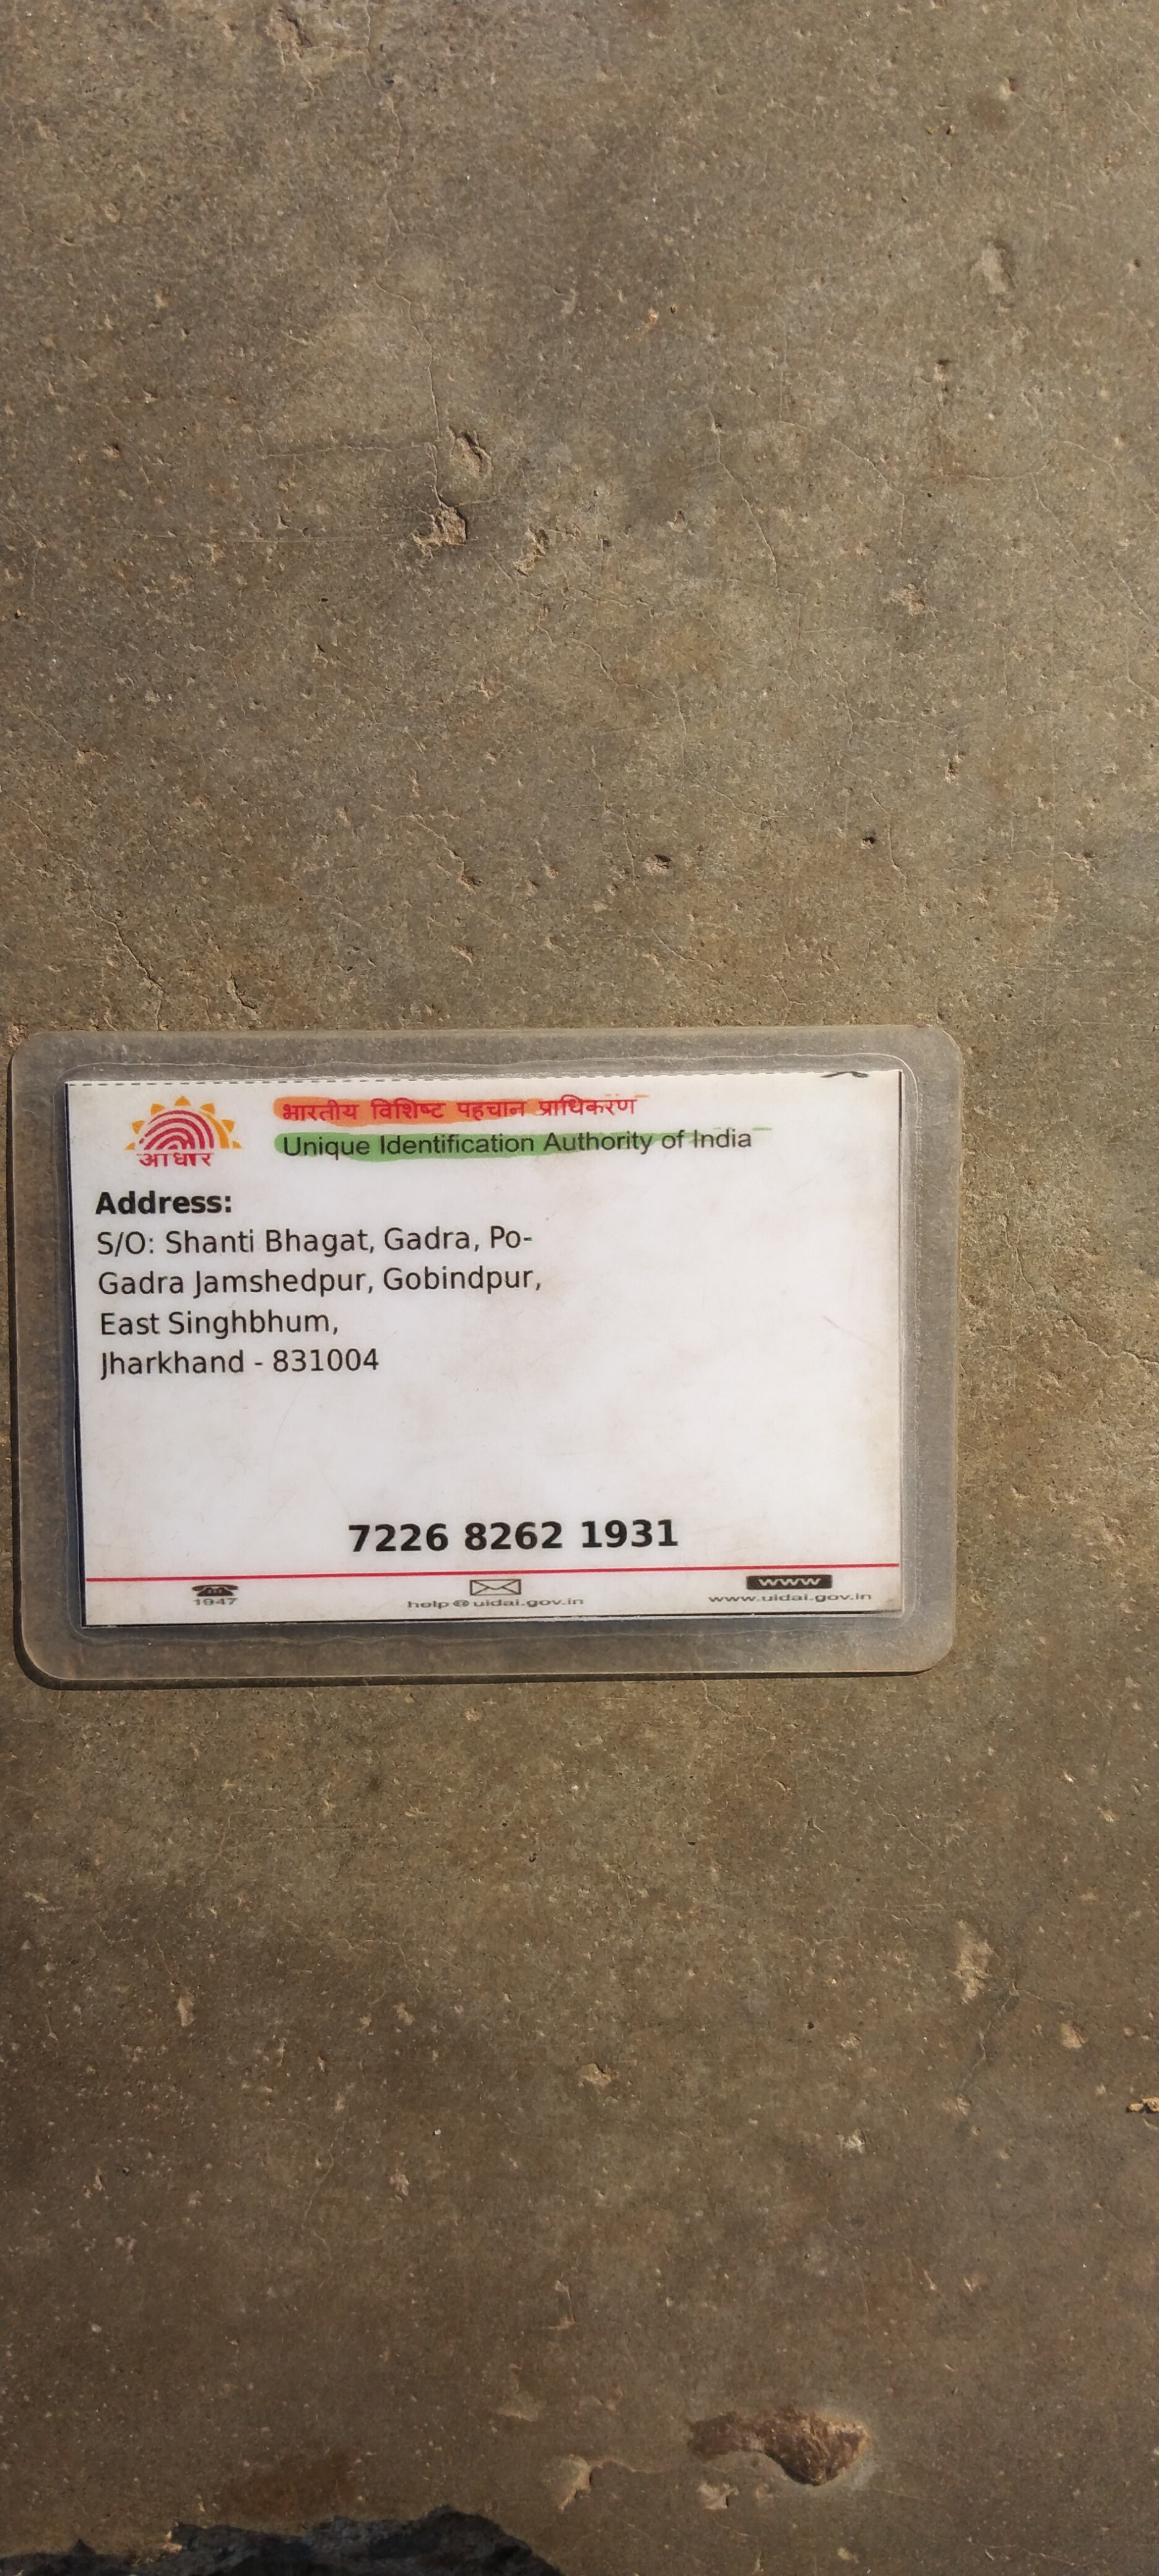 भारतीय विशिष्ट पहचान प्राधिकरण
Unique Identification Authority of India
आधार
Address:
S/O: Shanti Bhagat, Gadra, Po-
Gadra Jamshedpur, Gobindpur,
East Singhbhum,
Jharkhand - 831004
7226 8262 1931
1947
help@uidai.gov.in
www
www.uidai.gov.in